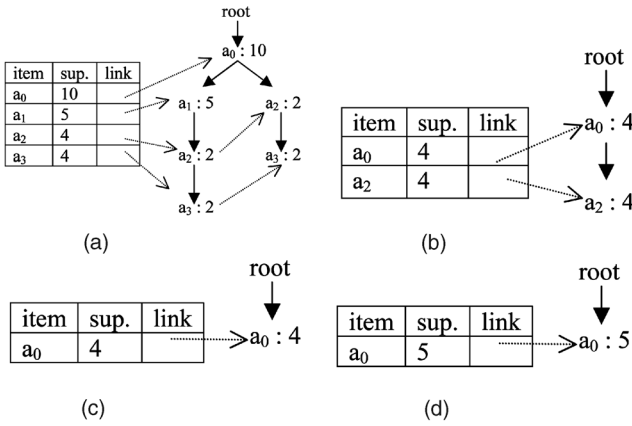 root
a₀ : 10
item sup. link
a₀ 10
a₁ 5
a₂ 4
a₃ 4
a₁ : 5 a₂ : 2
a₂ : 2 a₃ : 2
a₃ : 2
(a)
root
item sup. link
a₀ 4
a₂ 4
a₀ : 4
a₂ : 4
(b)
root
item sup. link
a₀ 4
a₀ : 4
(c)
root
item sup. link
a₀ 5
a₀ : 5
(d)